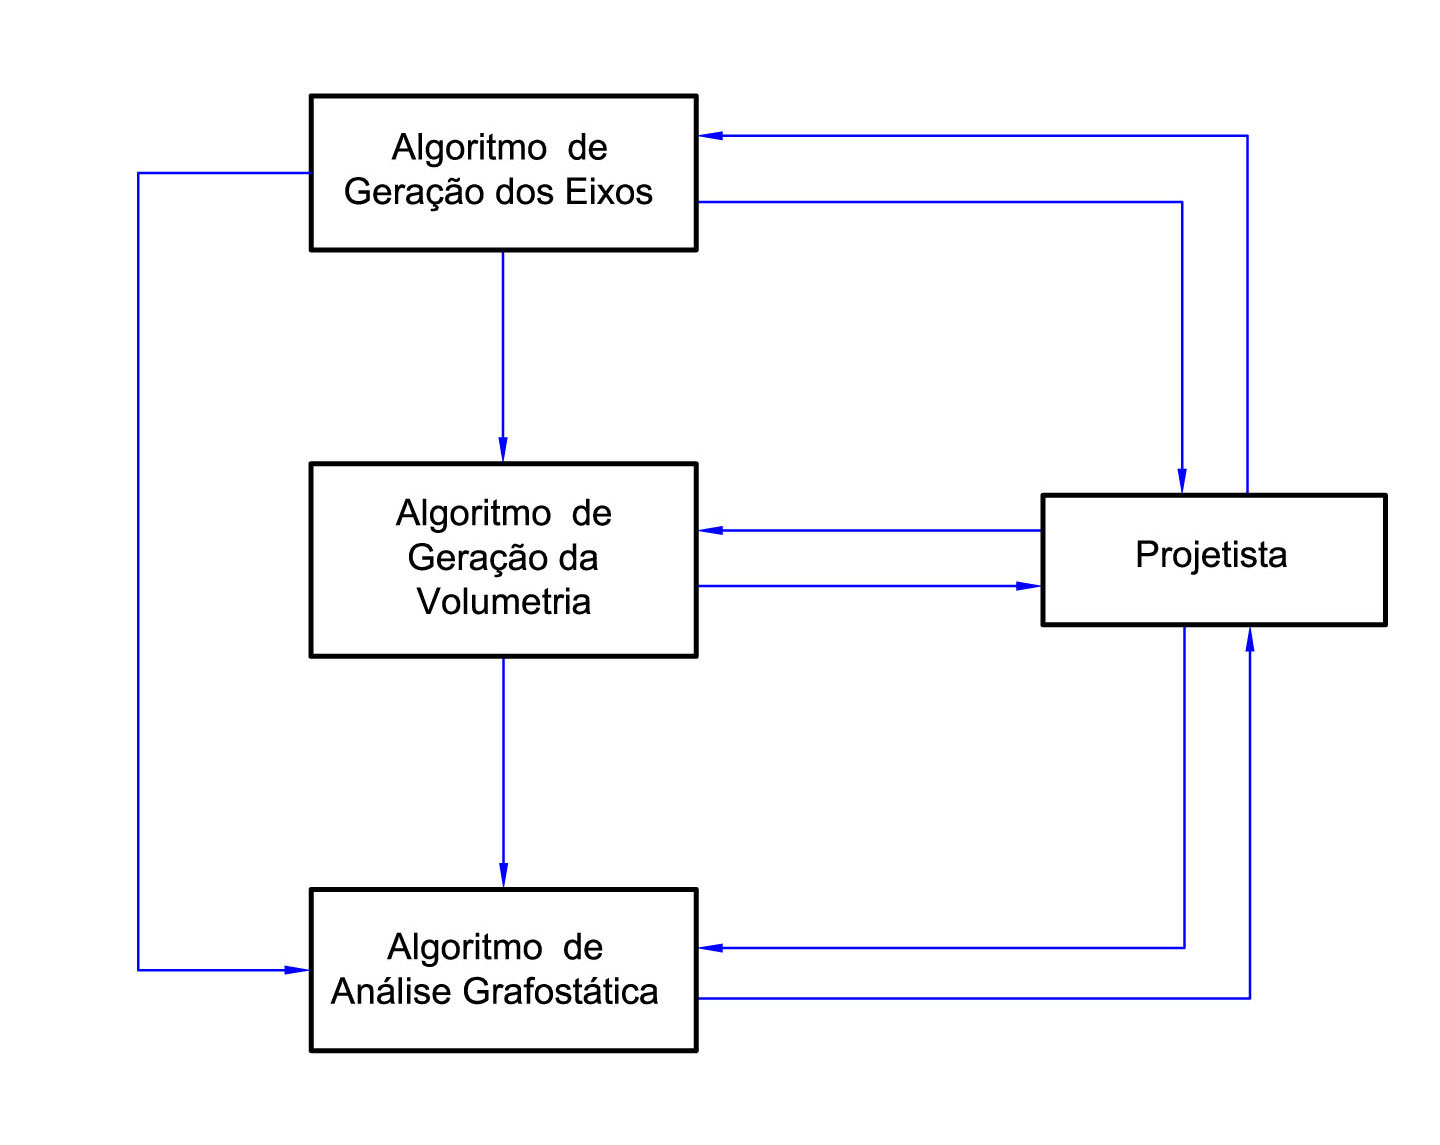 Algoritmo de
Geração dos Eixos
Algoritmo de
Geração da
Volumetria
Projetista
Algoritmo de
Análise Grafostática